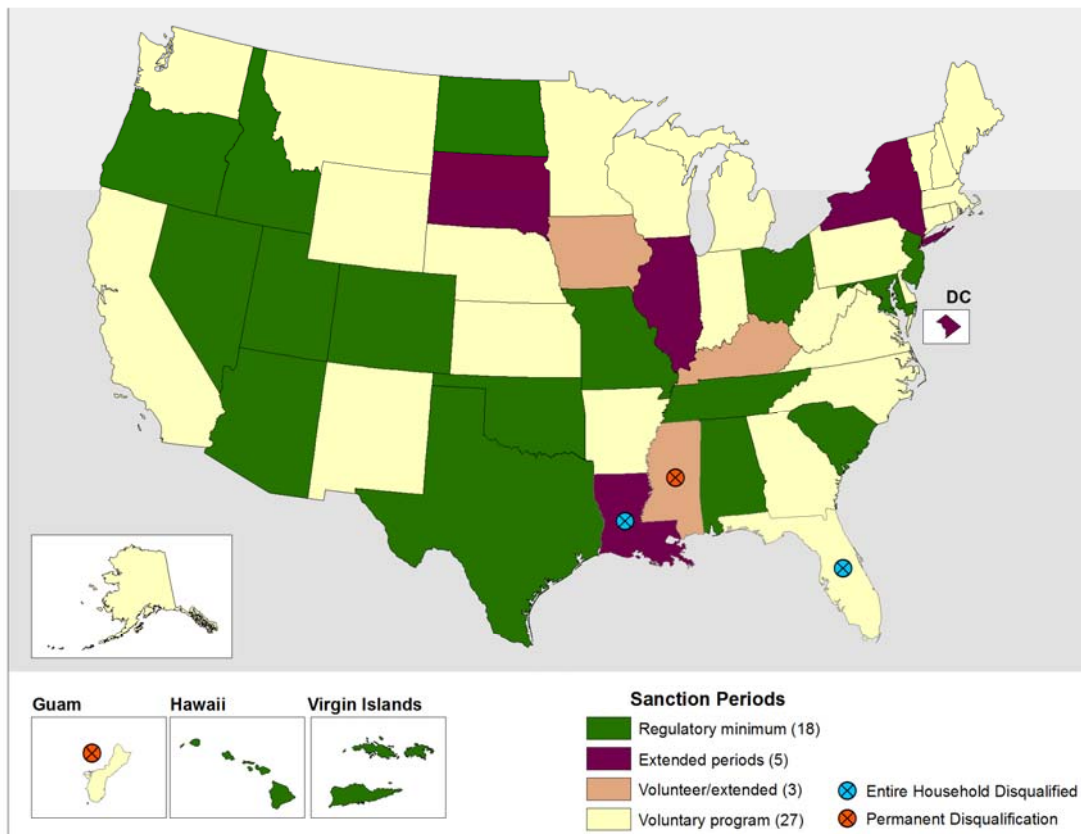 DC
Guam
Hawaii
Virgin Islands
Sanction Periods
Regulatory minimum (18)
Extended periods (5)
Volunteer/extended (3)
Voluntary program (27)
Entire Household Disqualified
Permanent Disqualification